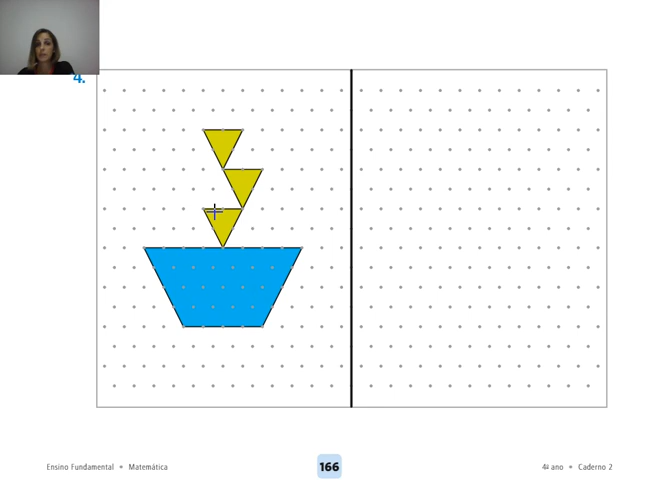 4.
Ensino Fundamental • Matemática
166
4º ano • Caderno 2